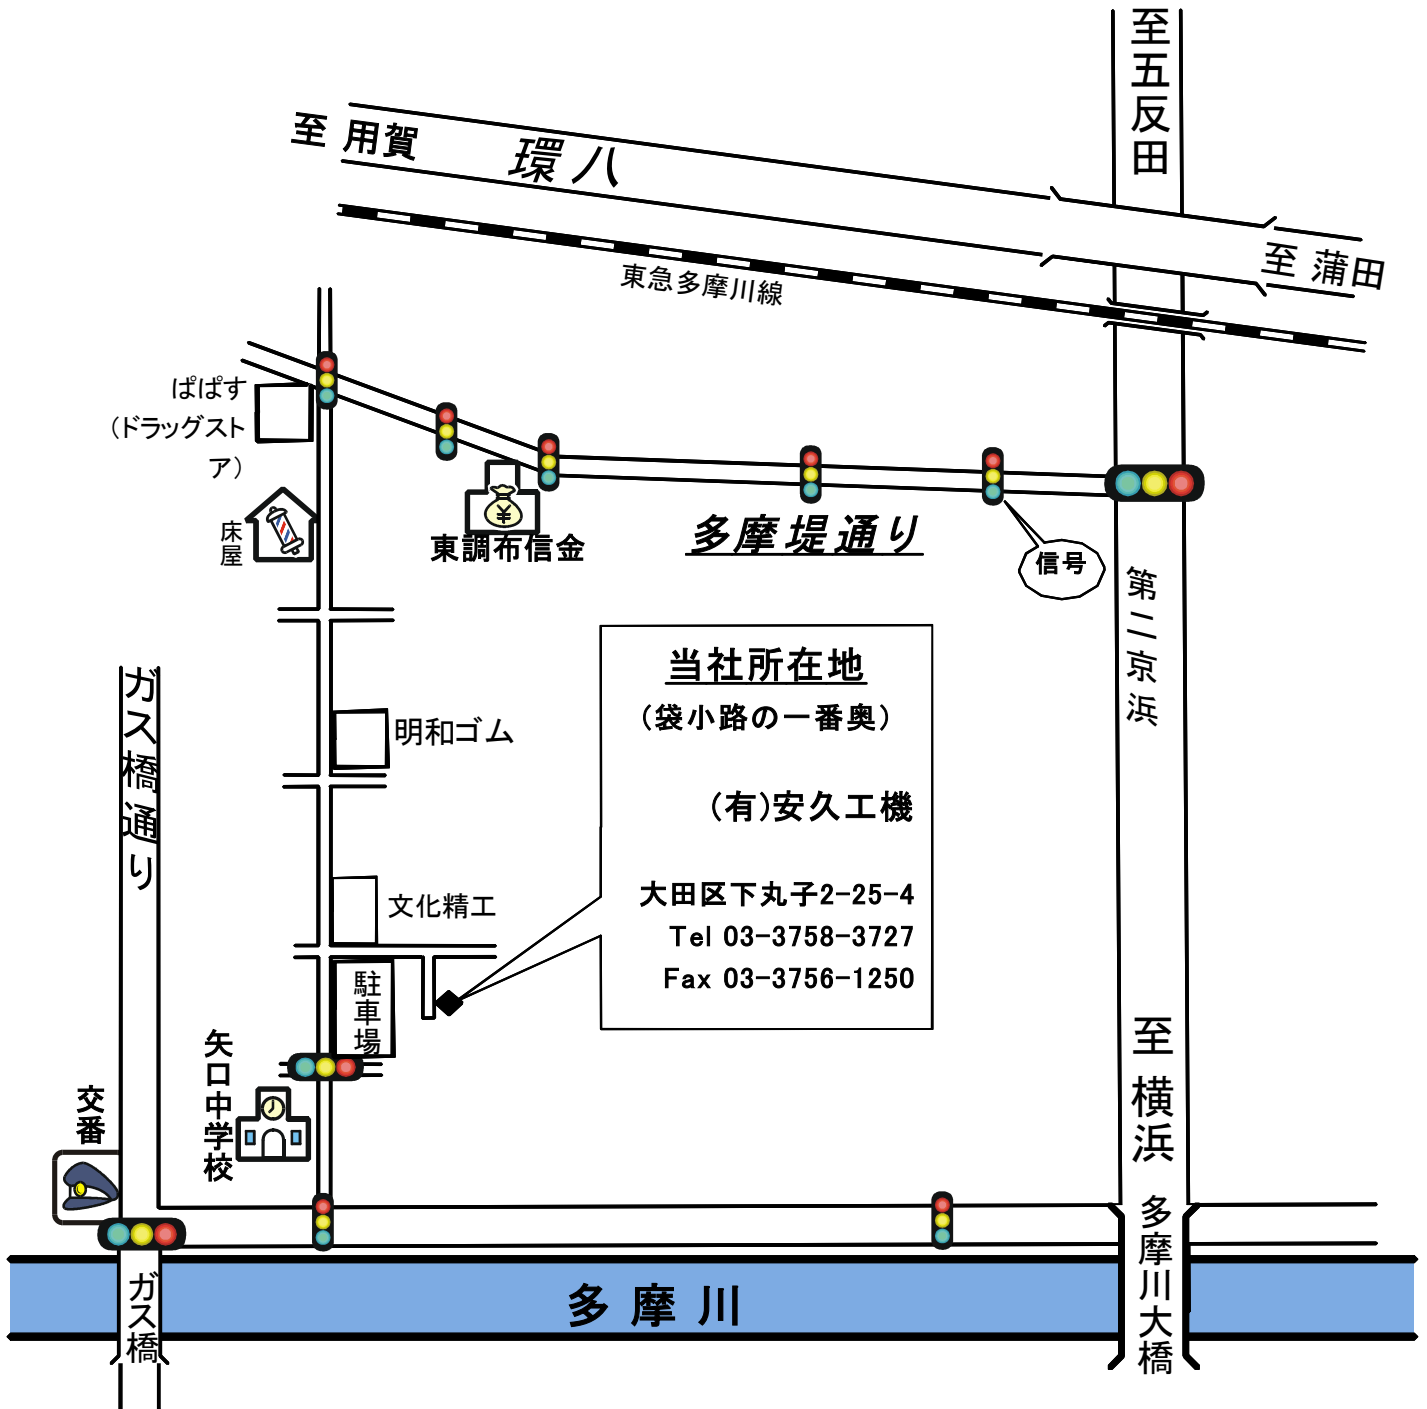 至五反田
至 用賀
環八
至 蒲田
東急多摩川線
ぱぱす
（ドラッグスト
ア）
床屋
東調布信金
多摩堤通り
信号
第二京浜
ガス橋通り
明和ゴム
当社所在地
（袋小路の一番奥）
（有）安久工機
大田区下丸子2-25-4
Tel 03-3758-3727
Fax 03-3756-1250
文化精工
駐車場
矢口中学校
交番
至 横浜
多摩川大橋
多摩川
ガス橋